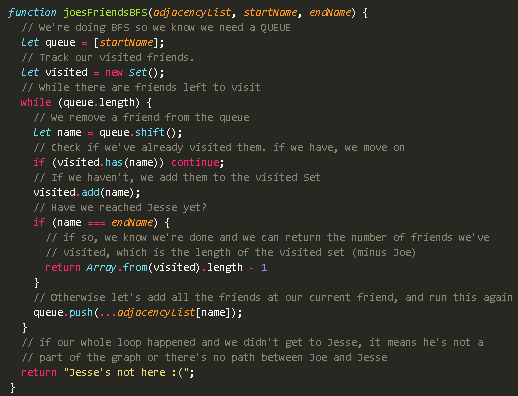 function joesFriendsBFS(adjacencyList, startName, endName) {
// We're doing BFS so we know we need a QUEUE
let queue = [startName];
// Track our visited friends.
let visited = new Set();
// While there are friends left to visit
while (queue.length) {
// We remove a friend from the queue
let name = queue.shift();
// Check if we've already visited them. if we have, we move on
if (visited.has(name)) continue;
// If we haven't, we add them to the visited Set
visited.add(name);
// Have we reached Jesse yet?
if (name === endName) {
// if so, we know we're done and we can return the number of friends we've
// visited, which is the length of the visited set (minus Joe)
return Array.from(visited).length - 1
}
// Otherwise let's add all the friends at our current friend, and run this again
queue.push(...adjacencyList[name]);
}
// if our whole loop happened and we didn't get to Jesse, it means he's not a
// part of the graph or there's no path between Joe and Jesse
return "Jesse's not here :(";
}